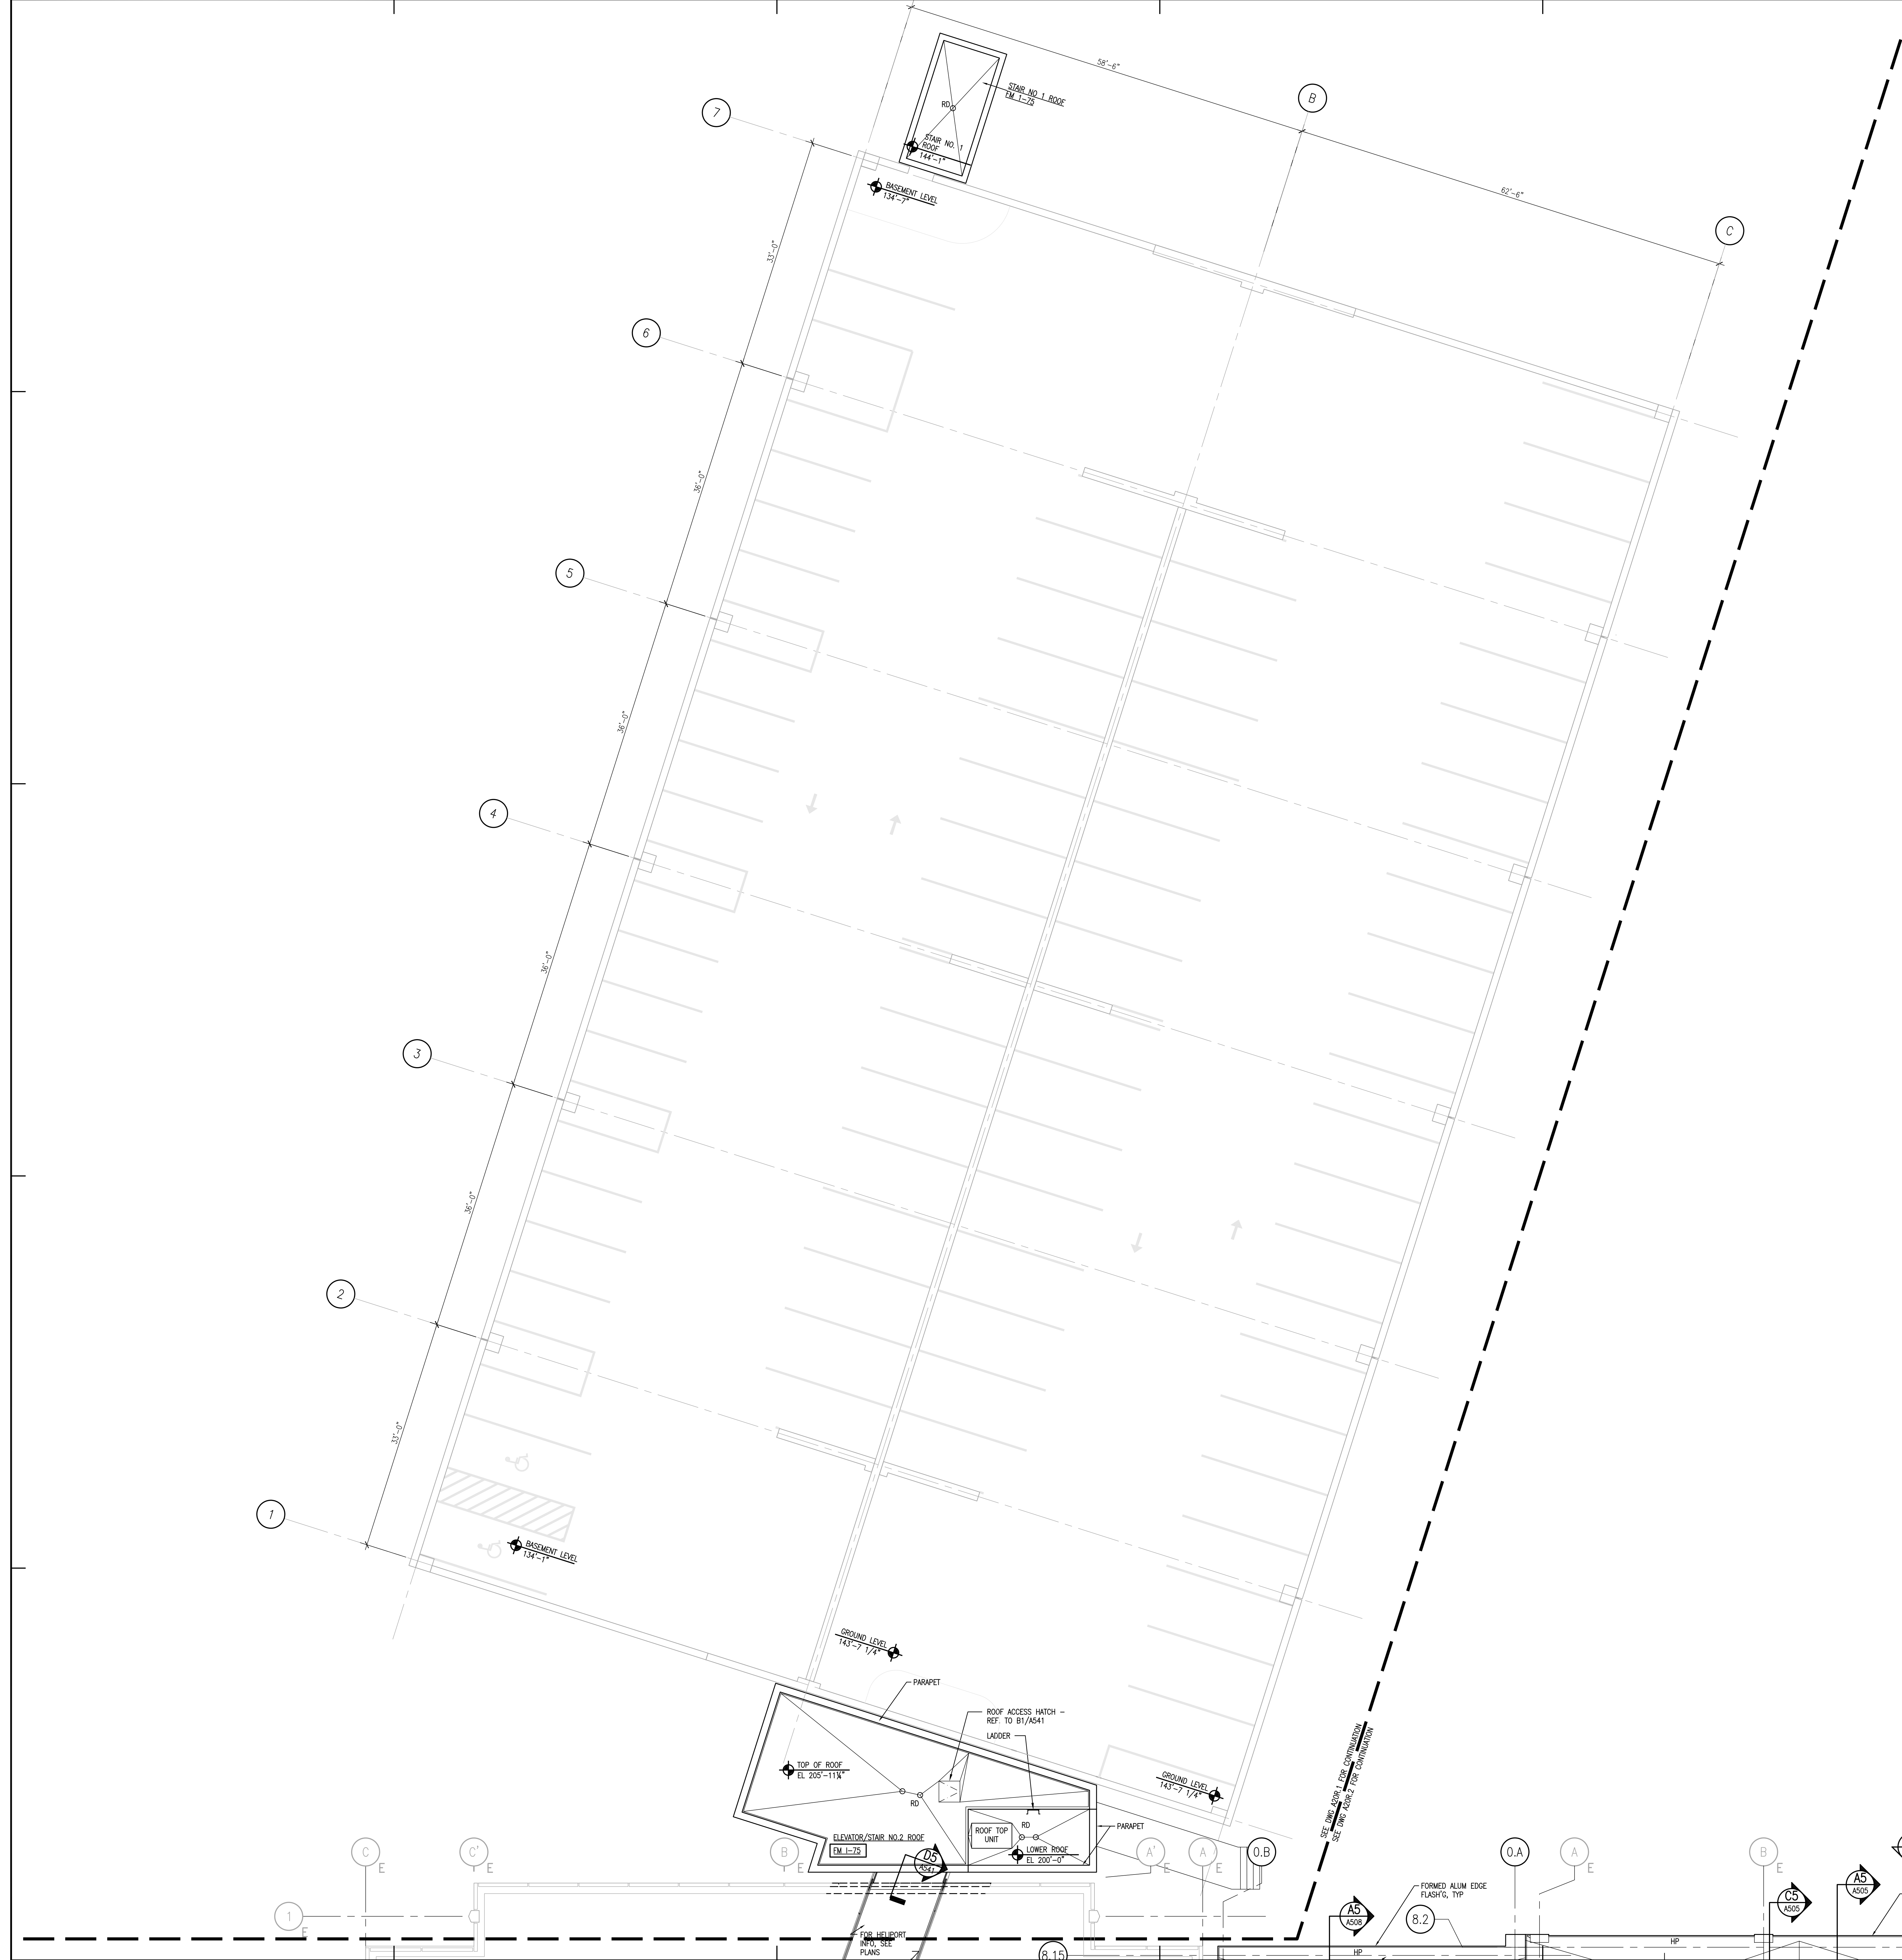 58'-6"
B
STAIR NO 1 ROOF
FM 1-75
RD
7
STAIR NO. 1
ROOF
144'-1"
BASEMENT LEVEL
134'-7"
62'-6"
C
33'-0"
6
36'-0"
5
36'-0"
4
36'-0"
3
36'-0"
2
33'-0"
1
BASEMENT LEVEL
134'-1"
GROUND LEVEL
143'-7 1/4"
PARAPET
ROOF ACCESS HATCH -
REF. TO B1/A541
LADDER
TOP OF ROOF
EL 205'-11¼"
RD
GROUND LEVEL
143'-7 1/4"
SEE DWG A20R.1 FOR CONTINUATION
SEE DWG A20R.2 FOR CONTINUATION
RD
ROOF TOP
UNIT
PARAPET
ELEVATOR/STAIR NO.2 ROOF
FM I-75
LOWER ROOF
EL 200'-0"
D5
A541
C
E
C'
E
B
E
A'
E
A
E
0.B
0.A
A
E
B
E
FORMED ALUM EDGE
FLASH'G, TYP
A5
A505
C5
A505
A5
A508
8.2
1
E
FOR HELIPORT
INFO, SEE
PLANS
8.15
HP
HP